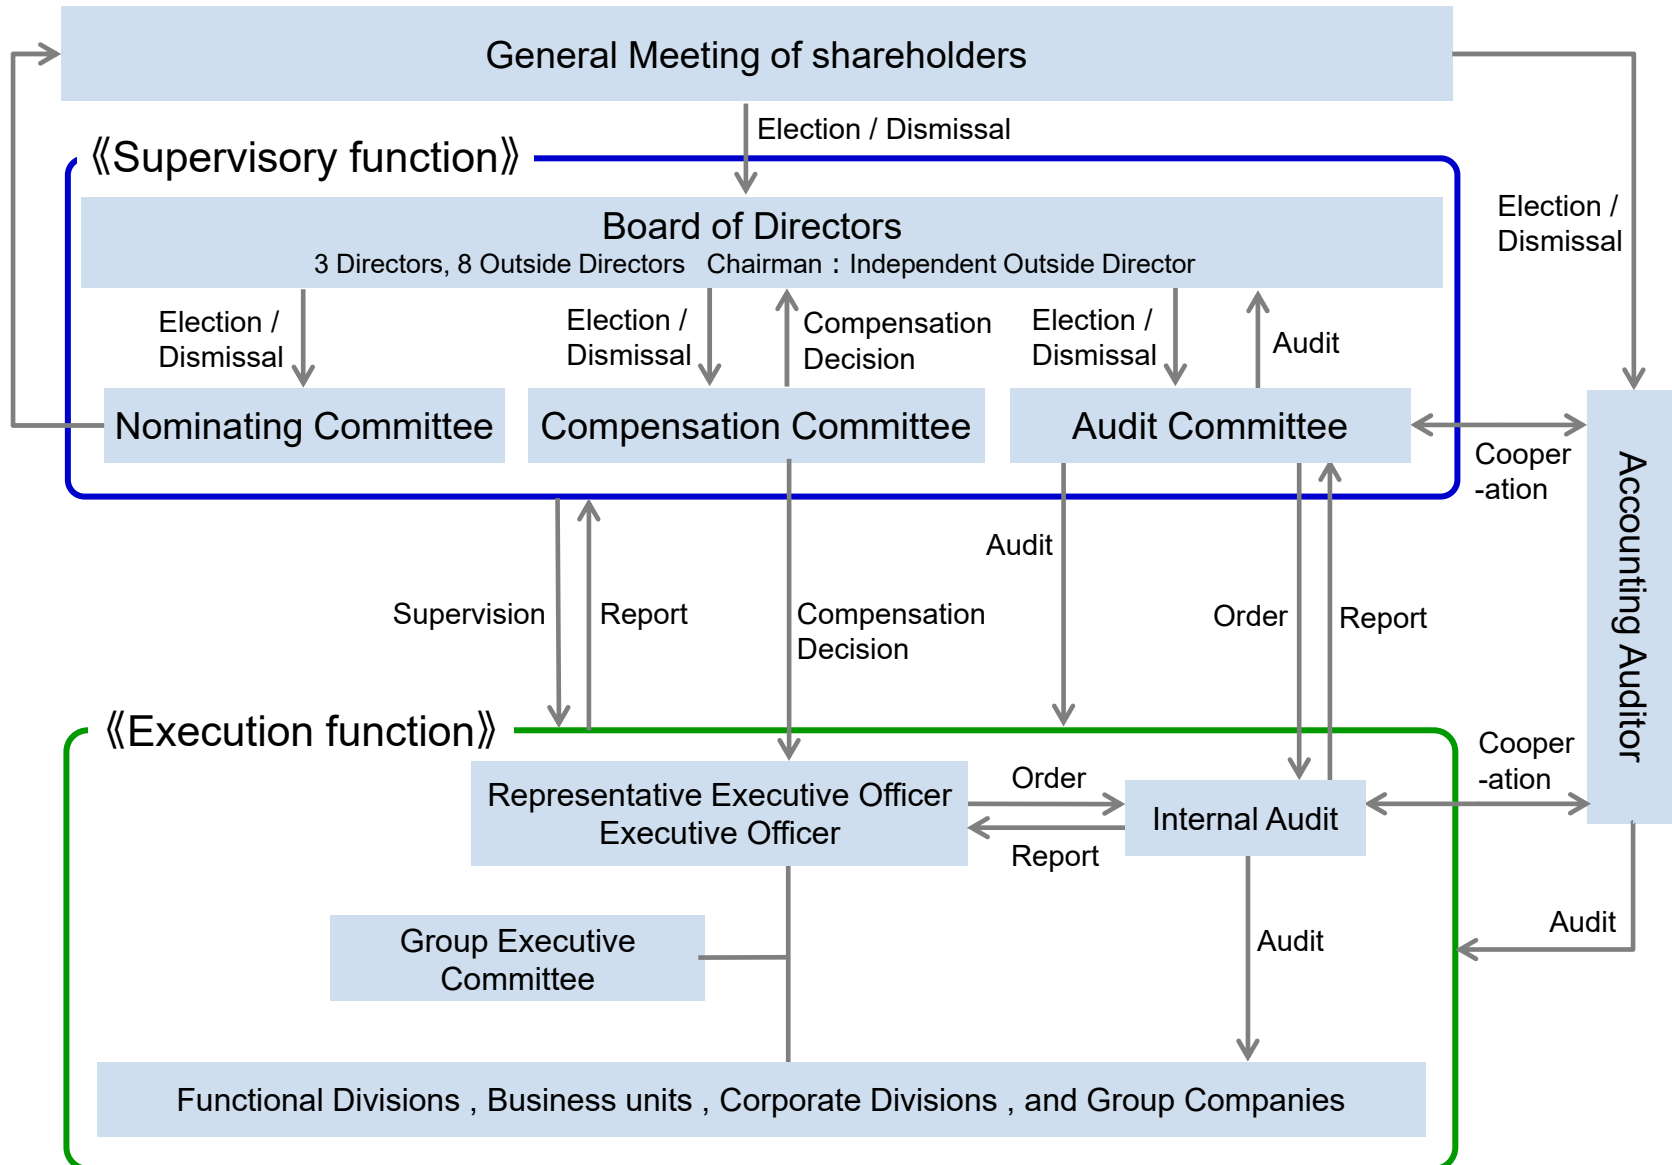 General Meeting of shareholders
Election / Dismissal
《Supervisory function》
Election /
Dismissal
Board of Directors
3 Directors, 8 Outside Directors Chairman：Independent Outside Director
Election /
Dismissal
Election /
Dismissal
Compensation
Decision
Election /
Dismissal
Audit
Nominating Committee
Compensation Committee
Audit Committee
Cooper
-ation
Accounting Auditor
Audit
Supervision
Report
Compensation
Decision
Order
Report
《Execution function》
Cooper
-ation
Representative Executive Officer
Executive Officer
Order
Report
Internal Audit
Audit
Audit
Group Executive
Committee
Functional Divisions , Business units , Corporate Divisions , and Group Companies